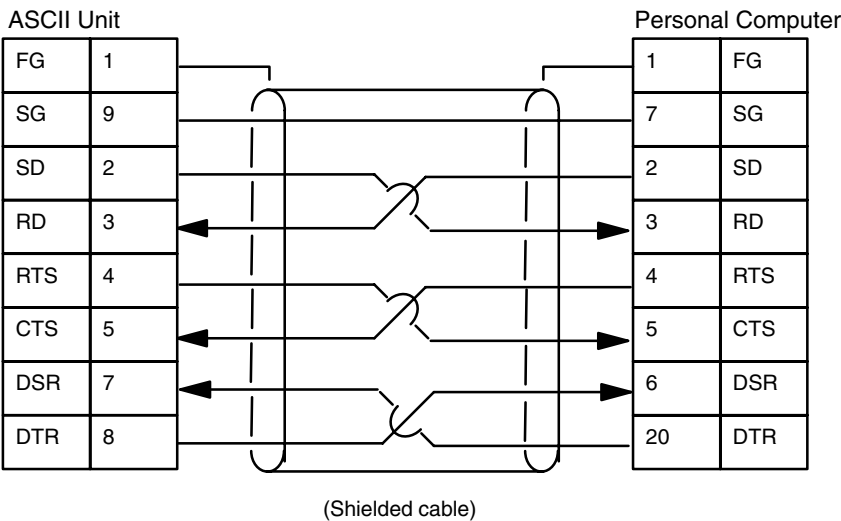 ASCII Unit Personal Computer
FG 1 1 FG
SG 9 7 SG
SD 2 2 SD
RD 3 3 RD
RTS 4 4 RTS
CTS 5 5 CTS
DSR 7 6 DSR
DTR 8 20 DTR
(Shielded cable)